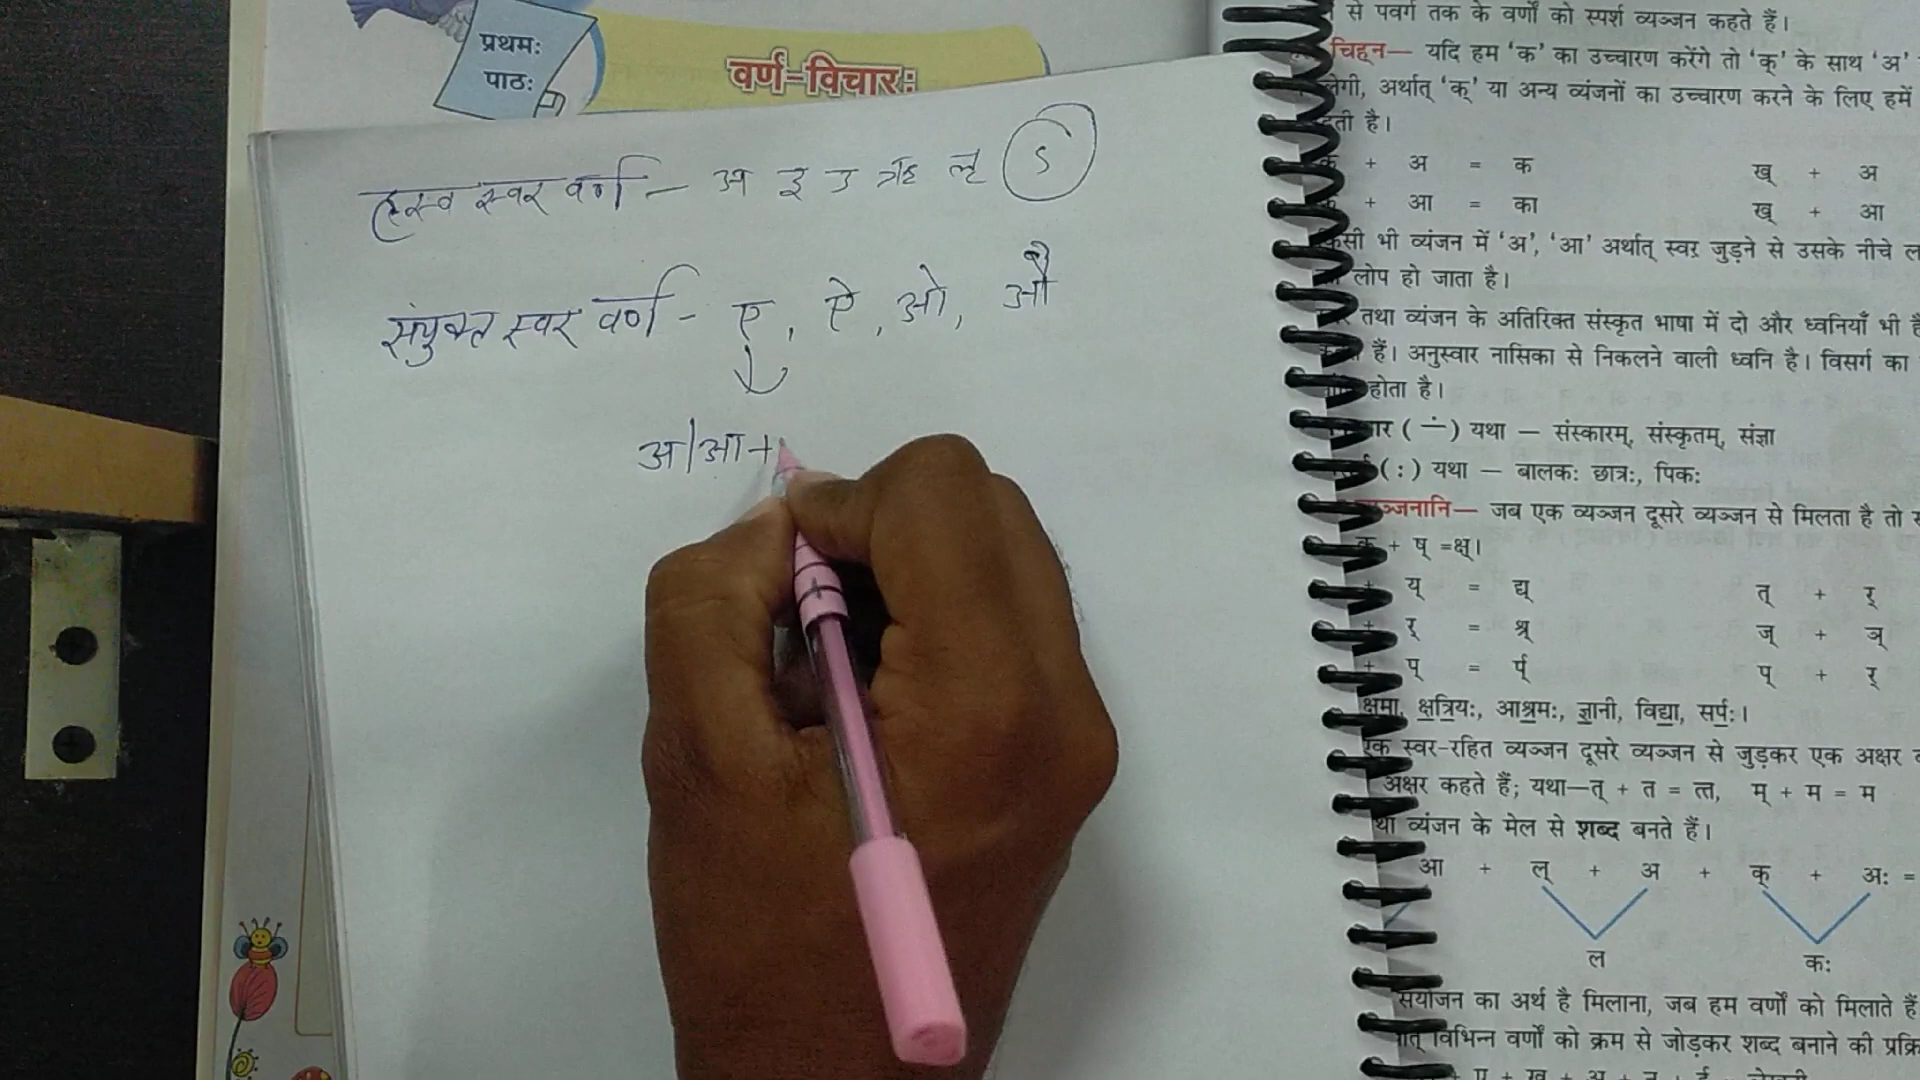 प्रथमः
पाठः
वर्ण-विचारः
ह्रस्व स्वर वर्ण - अ इ उ ऋ लृ 5
संयुक्त स्वर वर्ण - ए, ऐ, ओ, औ
अ/आ+
से पवर्ग तक के वर्णों को स्पर्श व्यञ्जन कहते हैं।
चिह्न— यदि हम ‘क’ का उच्चारण करेंगे तो ‘क्’ के साथ ‘अ’
अर्थात् ‘क्’ या अन्य व्यंजनों का उच्चारण करने के लिए हमें
है।
+ अ = क ख् + अ
+ आ = का ख् + आ
भी व्यंजन में ‘अ’, ‘आ’ अर्थात् स्वर जुड़ने से उसके नीचे
लोप हो जाता है।
तथा व्यंजन के अतिरिक्त संस्कृत भाषा में दो और ध्वनियाँ भी
हैं। अनुस्वार नासिका से निकलने वाली ध्वनि है। विसर्ग का
होता है।
( ∸ ) यथा — संस्कारम्, संस्कृतम्, संज्ञा
(:) यथा — बालकः छात्रः, पिकः
जब एक व्यञ्जन दूसरे व्यञ्जन से मिलता है तो
+ ष् =क्ष्।
य् = द्य् त् + र्
+ र् = श्र् ज् + ञ्
+ प् = र्प् प् + र्
क्षमा, क्षत्रियः, आश्रमः, ज्ञानी, विद्या, सर्पः।
एक स्वर-रहित व्यञ्जन दूसरे व्यञ्जन से जुड़कर एक अक्षर
अक्षर कहते हैं; यथा—त् + त = त्त, म् + म = म
व्यंजन के मेल से शब्द बनते हैं।
आ + ल् + अ + क् + अः =
ल कः
संयोजन का अर्थ है मिलाना, जब हम वर्णों को मिलाते हैं
विभिन्न वर्णों को क्रम से जोड़कर शब्द बनाने की